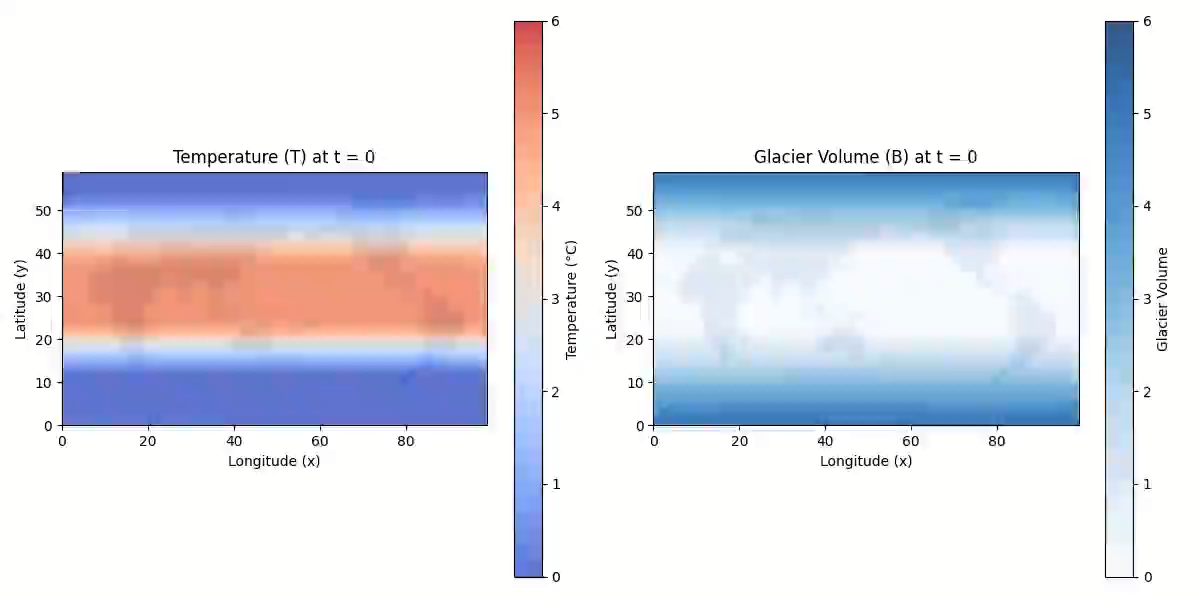 Temperature (T) at t = 0
50
40
30
20
10
0
Latitude (y)
0 20 40 60 80
Longitude (x)
6
5
4
3
2
1
0
Temperature (°C)
Glacier Volume (B) at t = 0
50
40
30
20
10
0
Latitude (y)
0 20 40 60 80
Longitude (x)
6
5
4
3
2
1
0
Glacier Volume